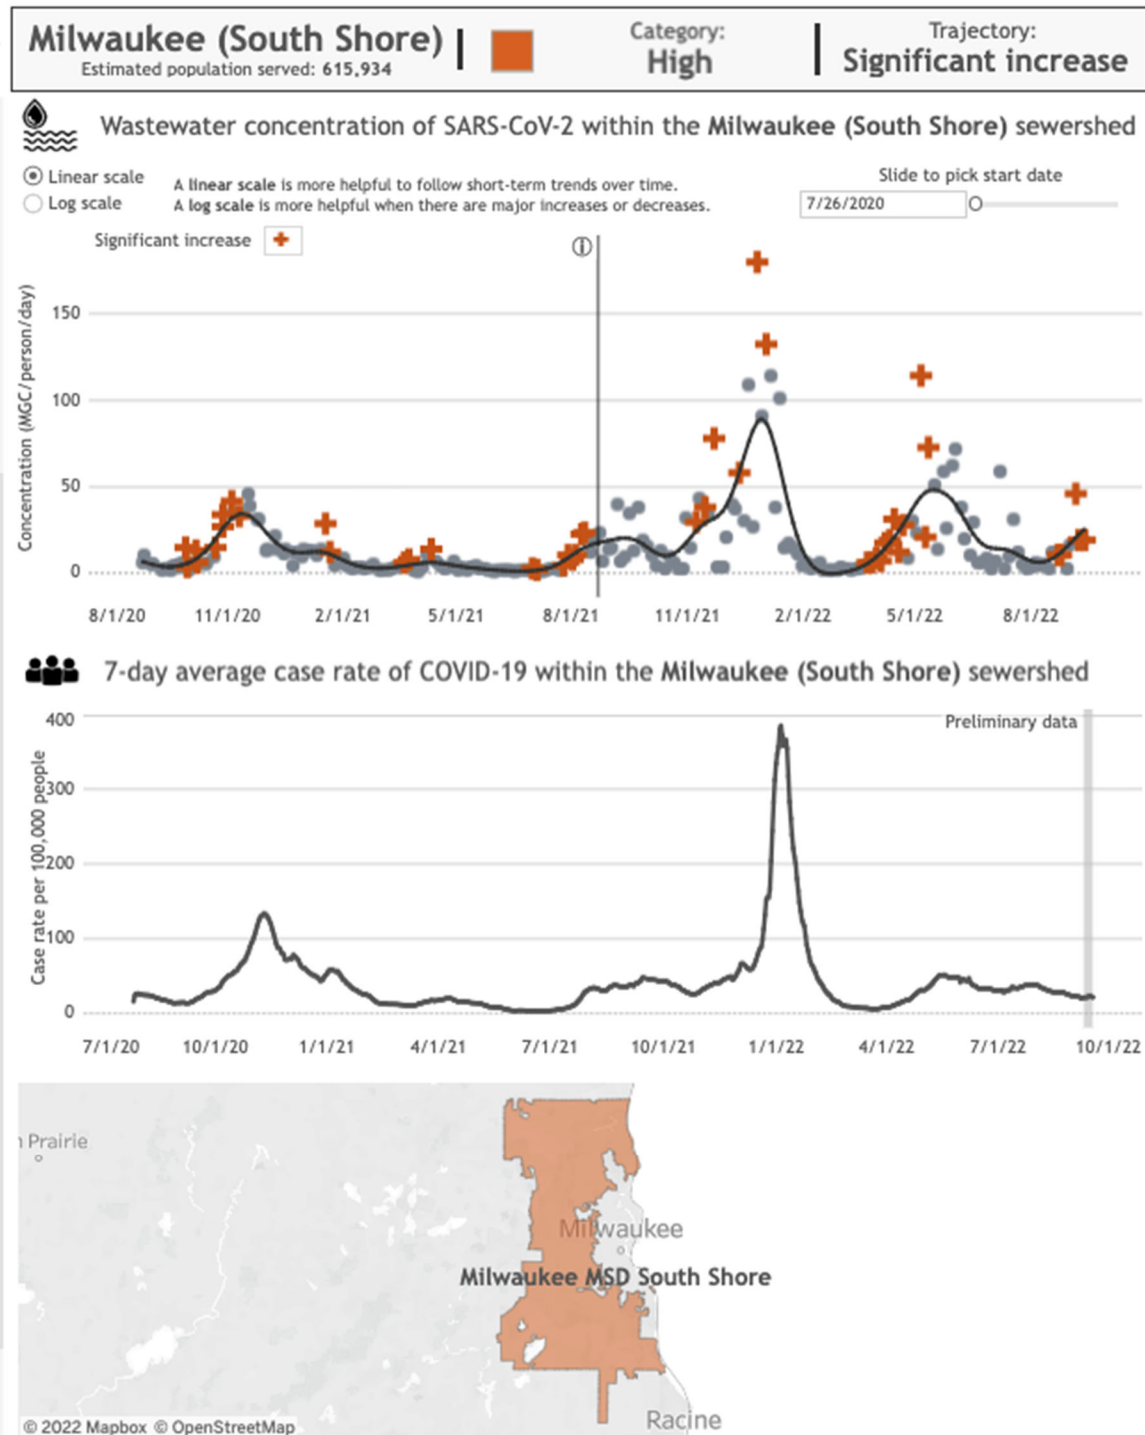 Milwaukee (South Shore)
Estimated population served: 615,934
Category:
High
Trajectory:
Significant increase
Wastewater concentration of SARS-CoV-2 within the Milwaukee (South Shore) sewershed
Linear scale
Log scale
A linear scale is more helpful to follow short-term trends over time.
A log scale is more helpful when there are major increases or decreases.
Slide to pick start date
7/26/2020
Significant increase
Concentration (MGC/person/day)
150
100
50
0
8/1/20 11/1/20 2/1/21 5/1/21 8/1/21 11/1/21 2/1/22 5/1/22 8/1/22
7-day average case rate of COVID-19 within the Milwaukee (South Shore) sewershed
Preliminary data
Case rate per 100,000 people
400
300
200
100
0
7/1/20 10/1/20 1/1/21 4/1/21 7/1/21 10/1/21 1/1/22 4/1/22 7/1/22 10/1/22
Prairie
Milwaukee
Milwaukee MSD South Shore
Racine
© 2022 Mapbox © OpenStreetMap